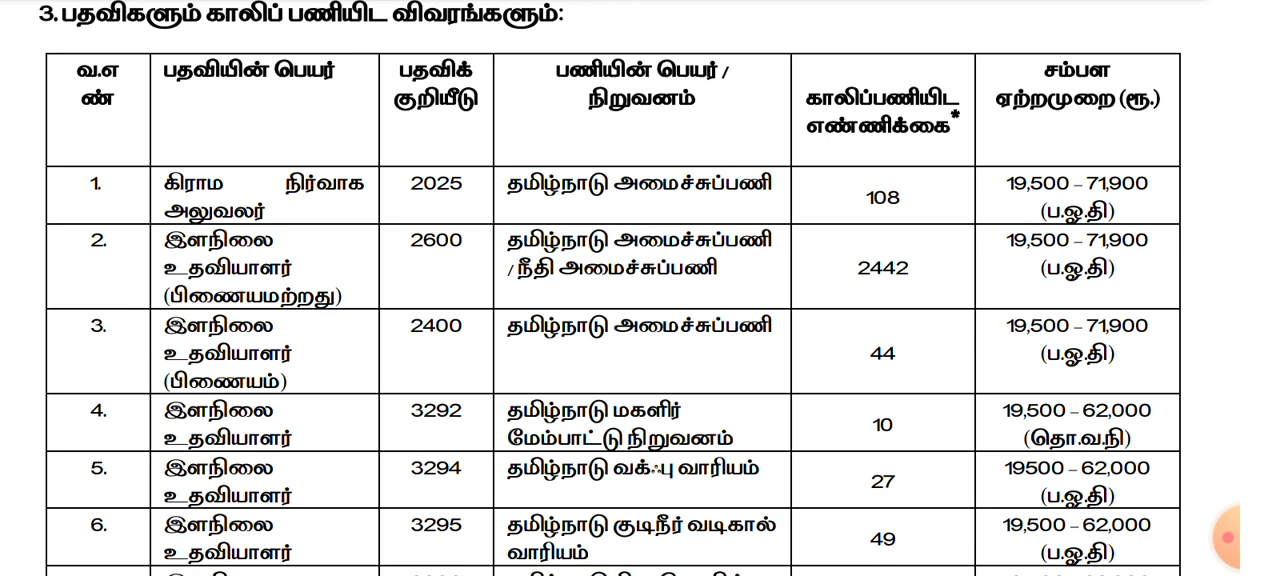 3. பதவிகளும் காலிப் பணியிட விவரங்களும்:
வ.எ
ண்
பதவியின் பெயர்
பதவிக்
குறியீடு
பணியின் பெயர் /
நிறுவனம்
காலிப்பணியிட
எண்ணிக்கை*
சம்பள
ஏற்றமுறை (ரூ.)
1.
கிராம நிர்வாக
அலுவலர்
2025
தமிழ்நாடு அமைச்சுப்பணி
108
19,500 – 71,900
(ப.ஓ.தி)
2.
இளநிலை
உதவியாளர்
(பிணையமற்றது)
2600
தமிழ்நாடு அமைச்சுப்பணி
/ நீதி அமைச்சுப்பணி
2442
19,500 – 71,900
(ப.ஓ.தி)
3.
இளநிலை
உதவியாளர்
(பிணையம்)
2400
தமிழ்நாடு அமைச்சுப்பணி
44
19,500 – 71,900
(ப.ஓ.தி)
4.
இளநிலை
உதவியாளர்
3292
தமிழ்நாடு மகளிர்
மேம்பாட்டு நிறுவனம்
10
19,500 – 62,000
(தொ.வ.நி)
5.
இளநிலை
உதவியாளர்
3294
தமிழ்நாடு வக்ஃபு வாரியம்
27
19500 – 62,000
(ப.ஓ.தி)
6.
இளநிலை
உதவியாளர்
3295
தமிழ்நாடு குடிநீர் வடிகால்
வாரியம்
49
19,500 – 62,000
(ப.ஓ.தி)